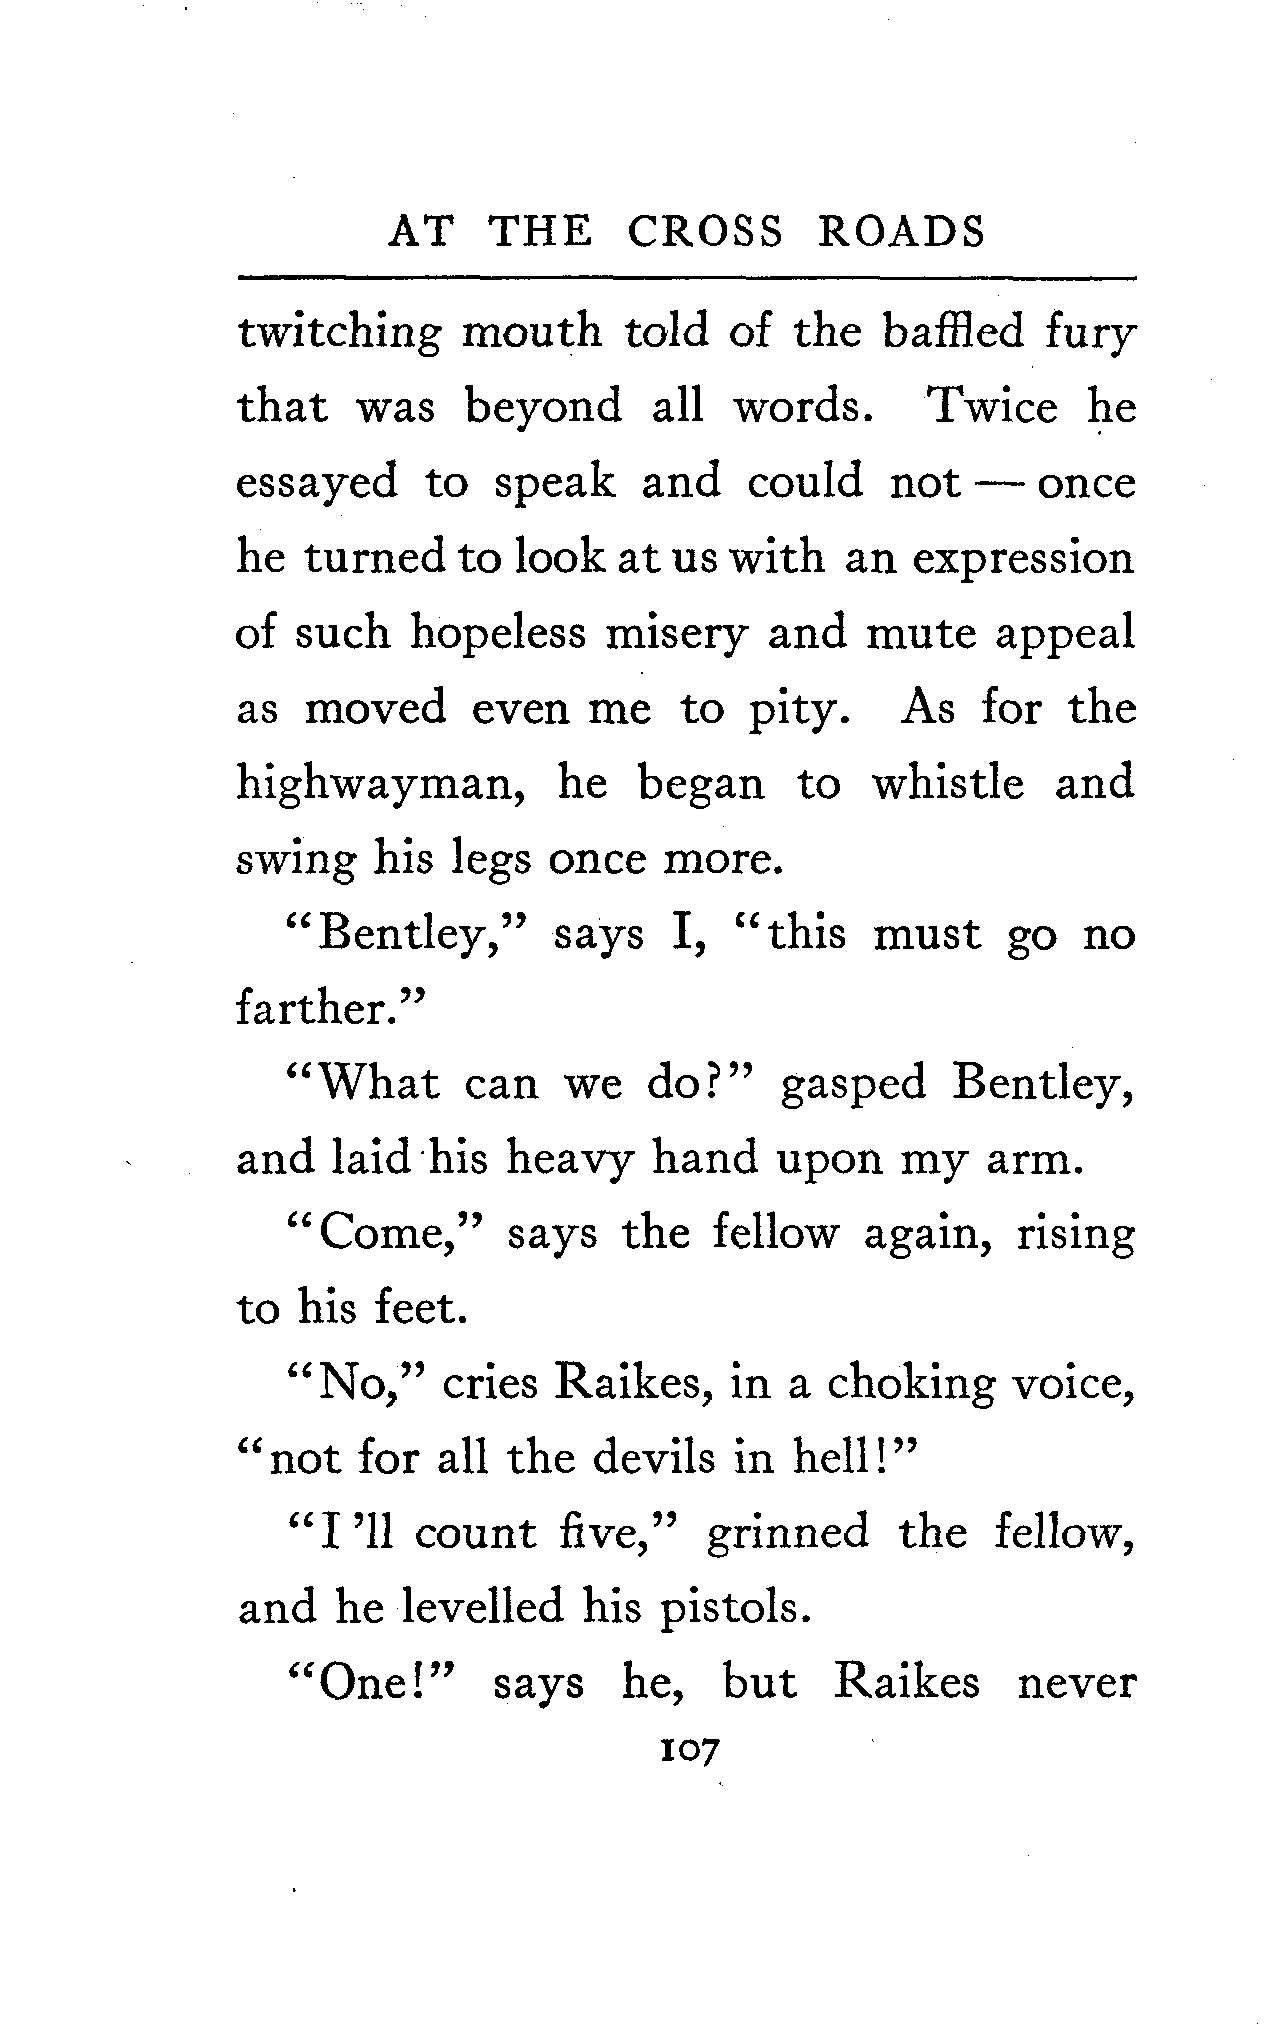 AT THE CROSS ROADS
twitching mouth told of the baffled fury
that was beyond all words. Twice he
essayed to speak and could not — once
he turned to look at us with an expression
of such hopeless misery and mute appeal
as moved even me to pity. As for the
highwayman, he began to whistle and
swing his legs once more.
“Bentley,” says I, “this must go no
farther.”
“What can we do?” gasped Bentley,
and laid his heavy hand upon my arm.
“Come,” says the fellow again, rising
to his feet.
“No,” cries Raikes, in a choking voice,
“not for all the devils in hell!”
“I ’ll count five,” grinned the fellow,
and he levelled his pistols.
“One!” says he, but Raikes never
107